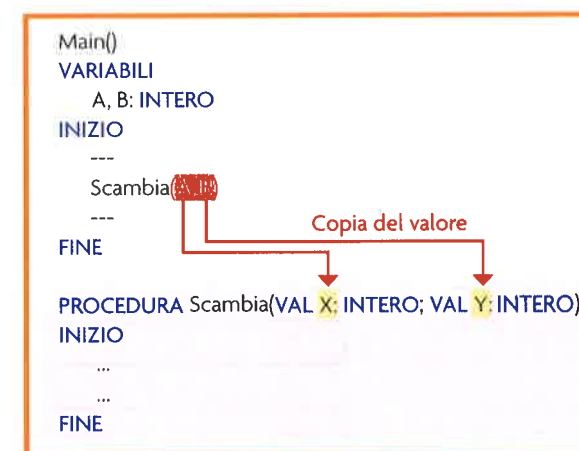 Main()
VARIABILI
A, B: INTERO
INIZIO
---
Scambia(A, B)
---
Copia del valore
FINE
PROCEDURA Scambia(VAL X: INTERO; VAL Y: INTERO)
INIZIO
...
...
FINE